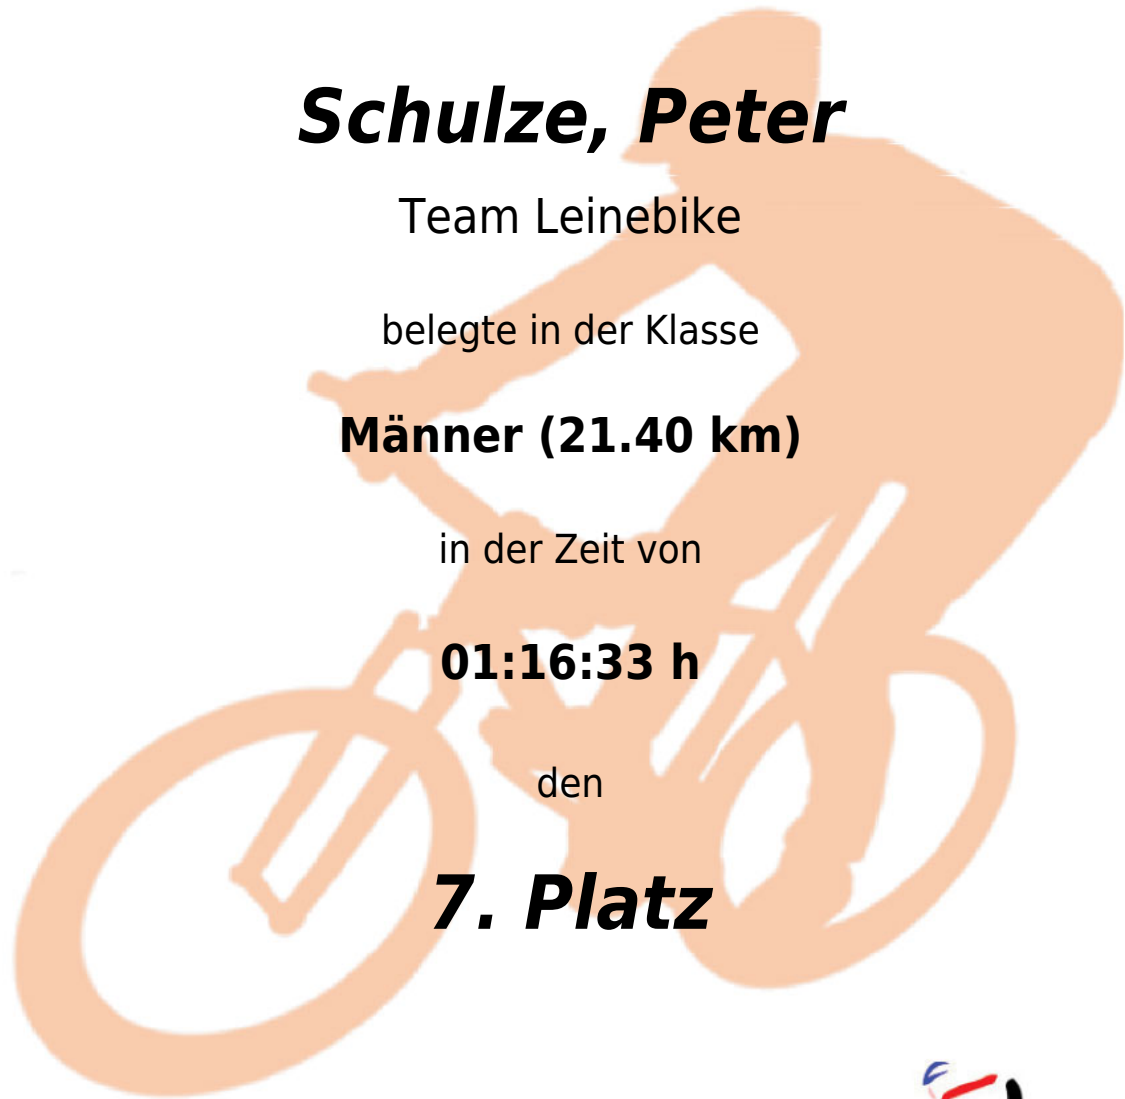 Schulze, Peter
Team Leinebike
belegte in der Klasse
Männer (21.40 km)
in der Zeit von
01:16:33 h
den
7. Platz